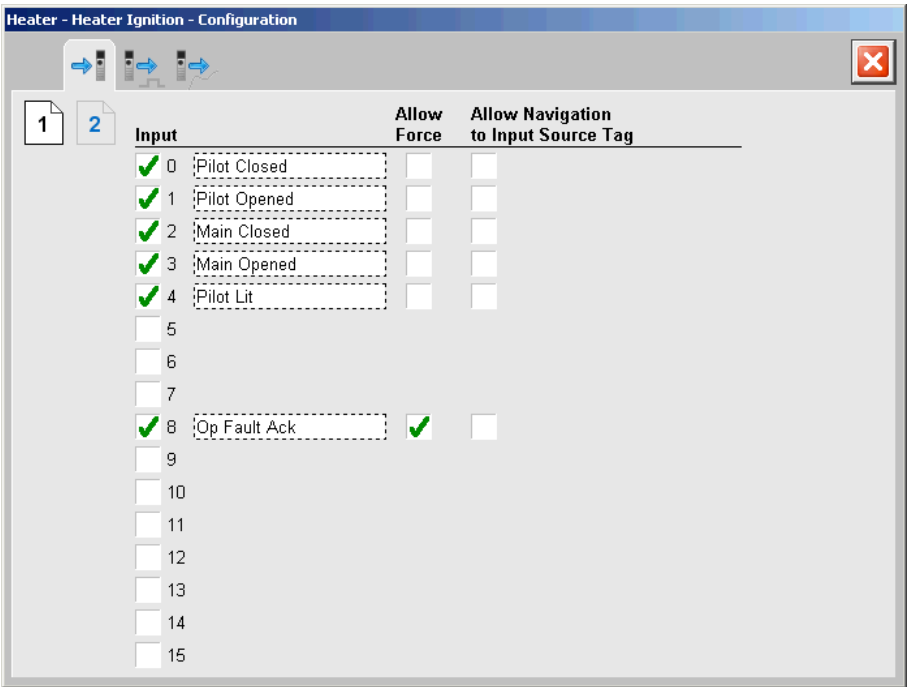 Heater - Heater Ignition - Configuration
1 2
Allow Allow Navigation
Input Force to Input Source Tag
0 Pilot Closed
1 Pilot Opened
2 Main Closed
3 Main Opened
4 Pilot Lit
5
6
7
8 Op Fault Ack
9
10
11
12
13
14
15